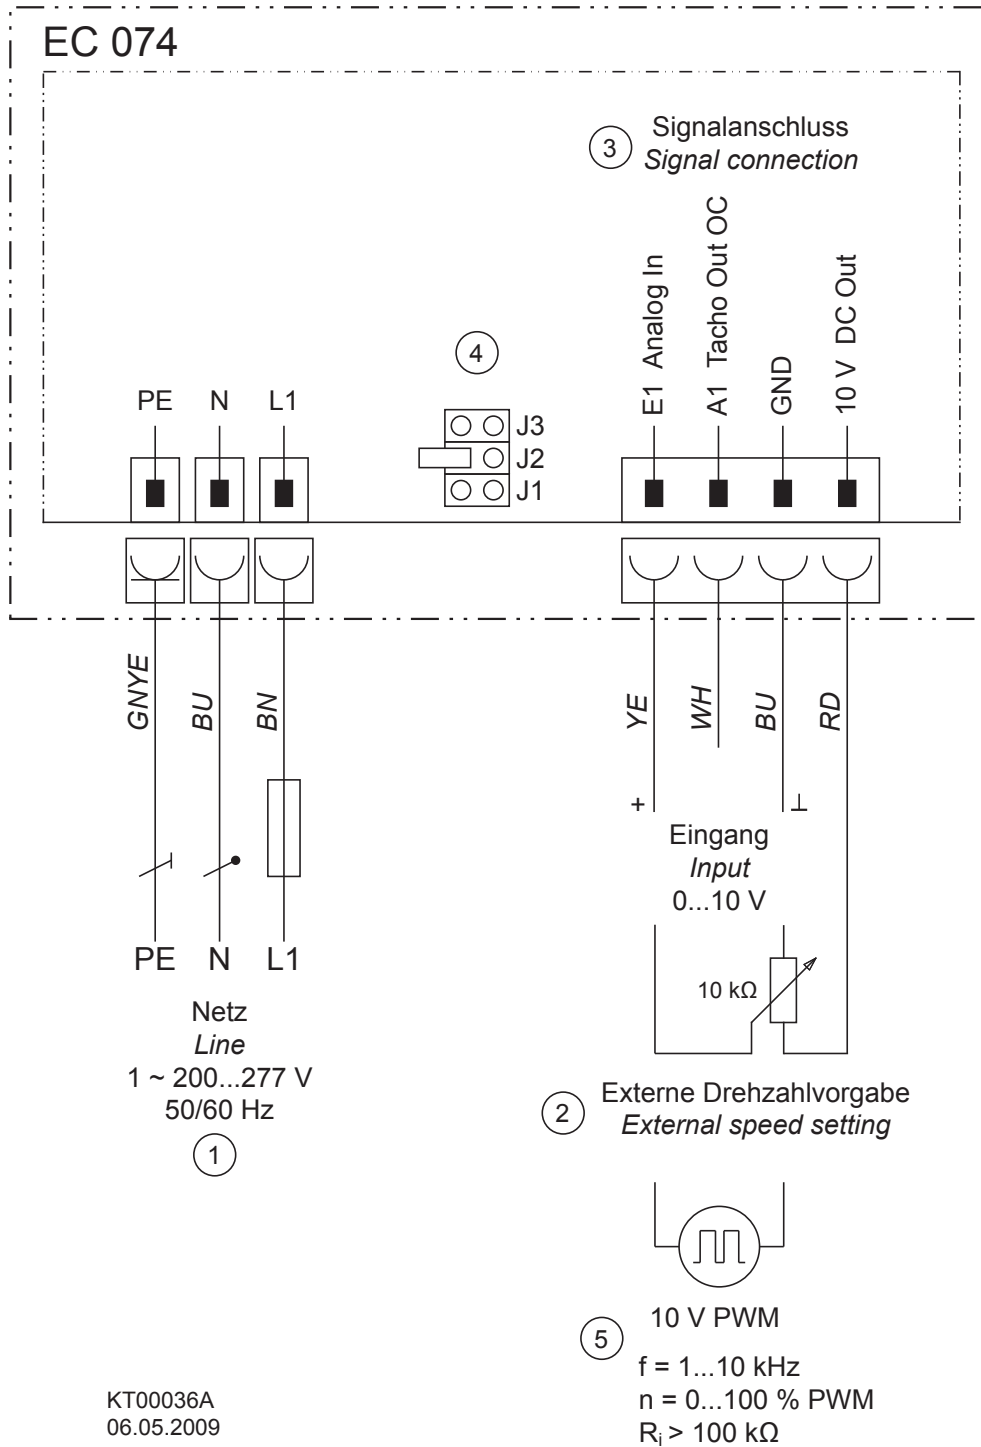 EC 074
3
Signalanschluss
Signal connection
E1 Analog In
A1 Tacho Out OC
GND
10 V DC Out
4
PE
N
L1
J3
J2
J1
GNYE
BU
BN
YE
WH
BU
RD
+
⊥
Eingang
Input
0...10 V
PE
N
L1
10 kΩ
Netz
Line
1 ~ 200...277 V
50/60 Hz
1
2
Externe Drehzahlvorgabe
External speed setting
10 V PWM
5
f = 1...10 kHz
n = 0...100 % PWM
Ri > 100 kΩ
KT00036A
06.05.2009